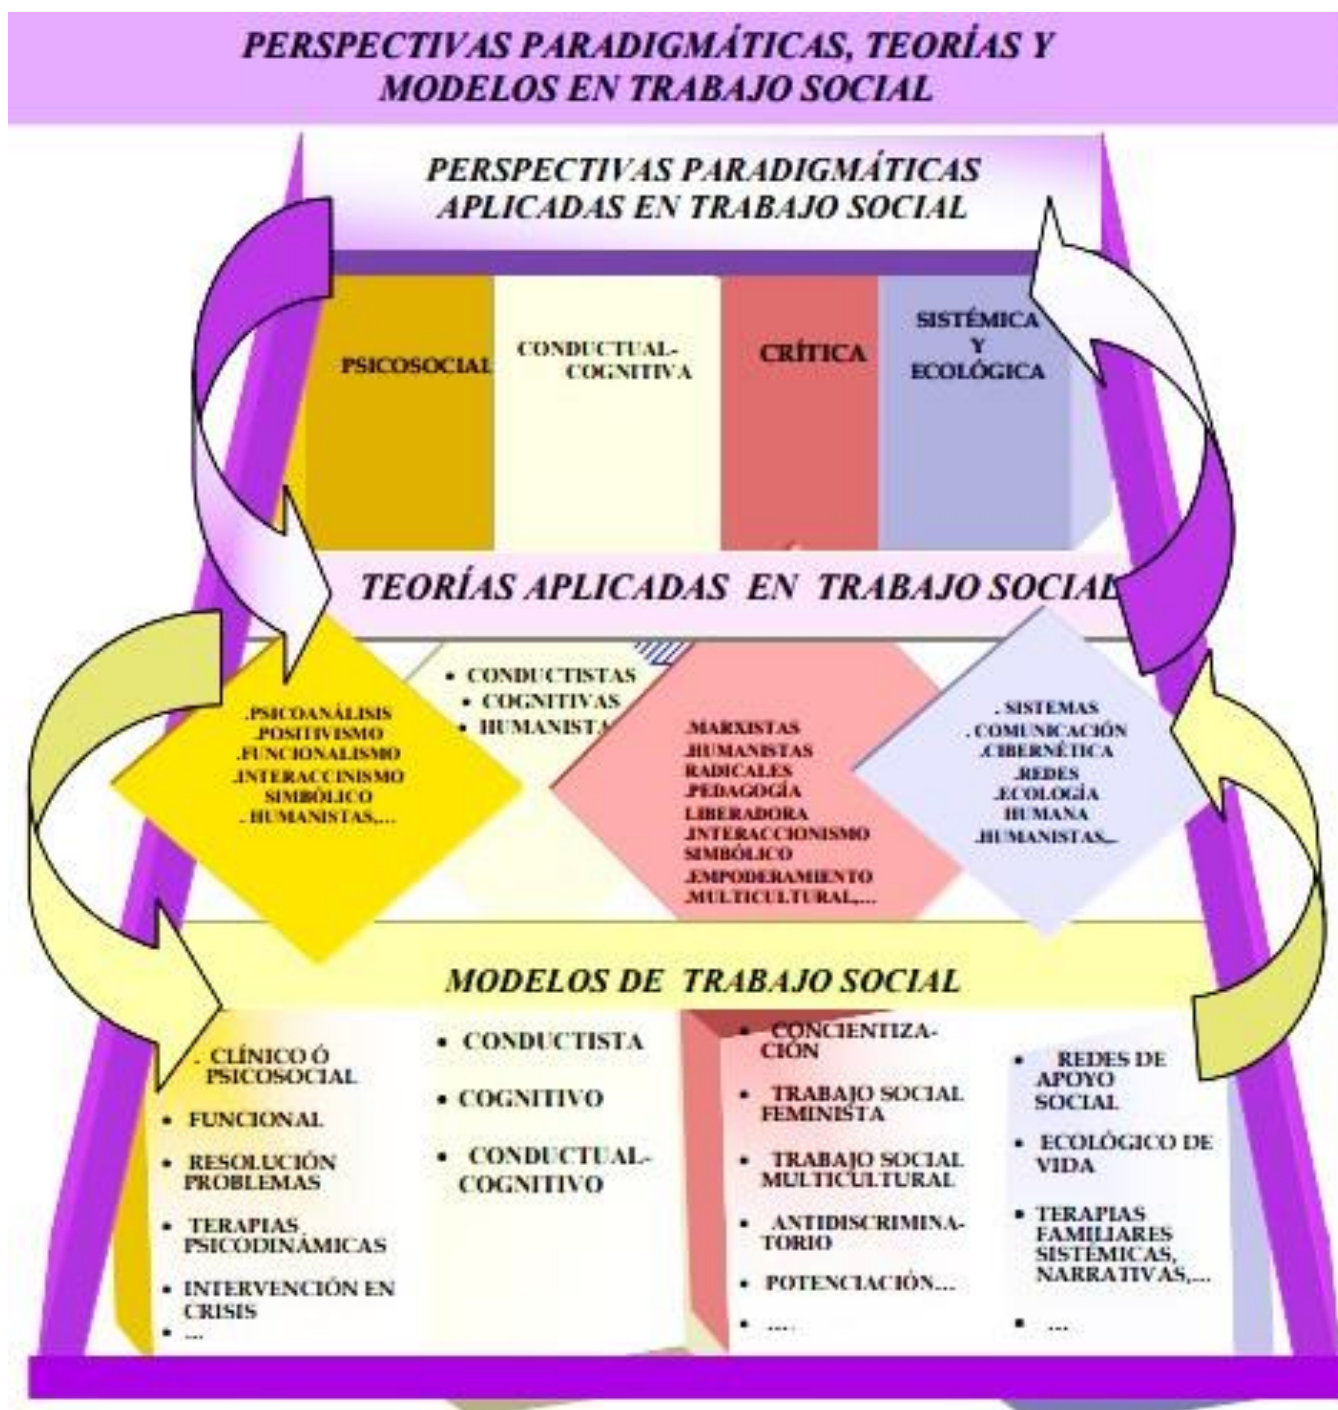 PERSPECTIVAS PARADIGMÁTICAS, TEORÍAS Y
MODELOS EN TRABAJO SOCIAL
PERSPECTIVAS PARADIGMÁTICAS
APLICADAS EN TRABAJO SOCIAL
PSICOSOCIAL
CONDUCTUAL-
COGNITIVA
CRÍTICA
SISTÉMICA
Y
ECOLÓGICA
TEORÍAS APLICADAS EN TRABAJO SOCIAL
.PSICOANÁLISIS
.POSITIVISMO
.FUNCIONALISMO
.INTERACCINISMO
SIMBÓLICO
. HUMANISTAS,...
• CONDUCTISTAS
• COGNITIVAS
• HUMANISTA
.MARXISTAS
.HUMANISTAS
RADICALES
.PEDAGOGÍA
LIBERADORA
.INTERACCIONISMO
SIMBÓLICO
.EMPODERAMIENTO
.MULTICULTURAL,...
. SISTEMAS
. COMUNICACIÓN
.CIBERNÉTICA
.REDES
.ECOLOGÍA
HUMANA
.HUMANISTAS,..
MODELOS DE TRABAJO SOCIAL
. CLÍNICO Ó
PSICOSOCIAL
• FUNCIONAL
• RESOLUCIÓN
PROBLEMAS
• TERAPIAS
PSICODINÁMICAS
• INTERVENCIÓN EN
CRISIS
• ...
• CONDUCTISTA
• COGNITIVO
• CONDUCTUAL-
COGNITIVO
• CONCIENTIZA-
CIÓN
• TRABAJO SOCIAL
FEMINISTA
• TRABAJO SOCIAL
MULTICULTURAL
• ANTIDISCRIMINA-
TORIO
• POTENCIACIÓN...
• ....
• REDES DE
APOYO
SOCIAL
• ECOLÓGICO DE
VIDA
• TERAPIAS
FAMILIARES
SISTÉMICAS,
NARRATIVAS,...
• ...